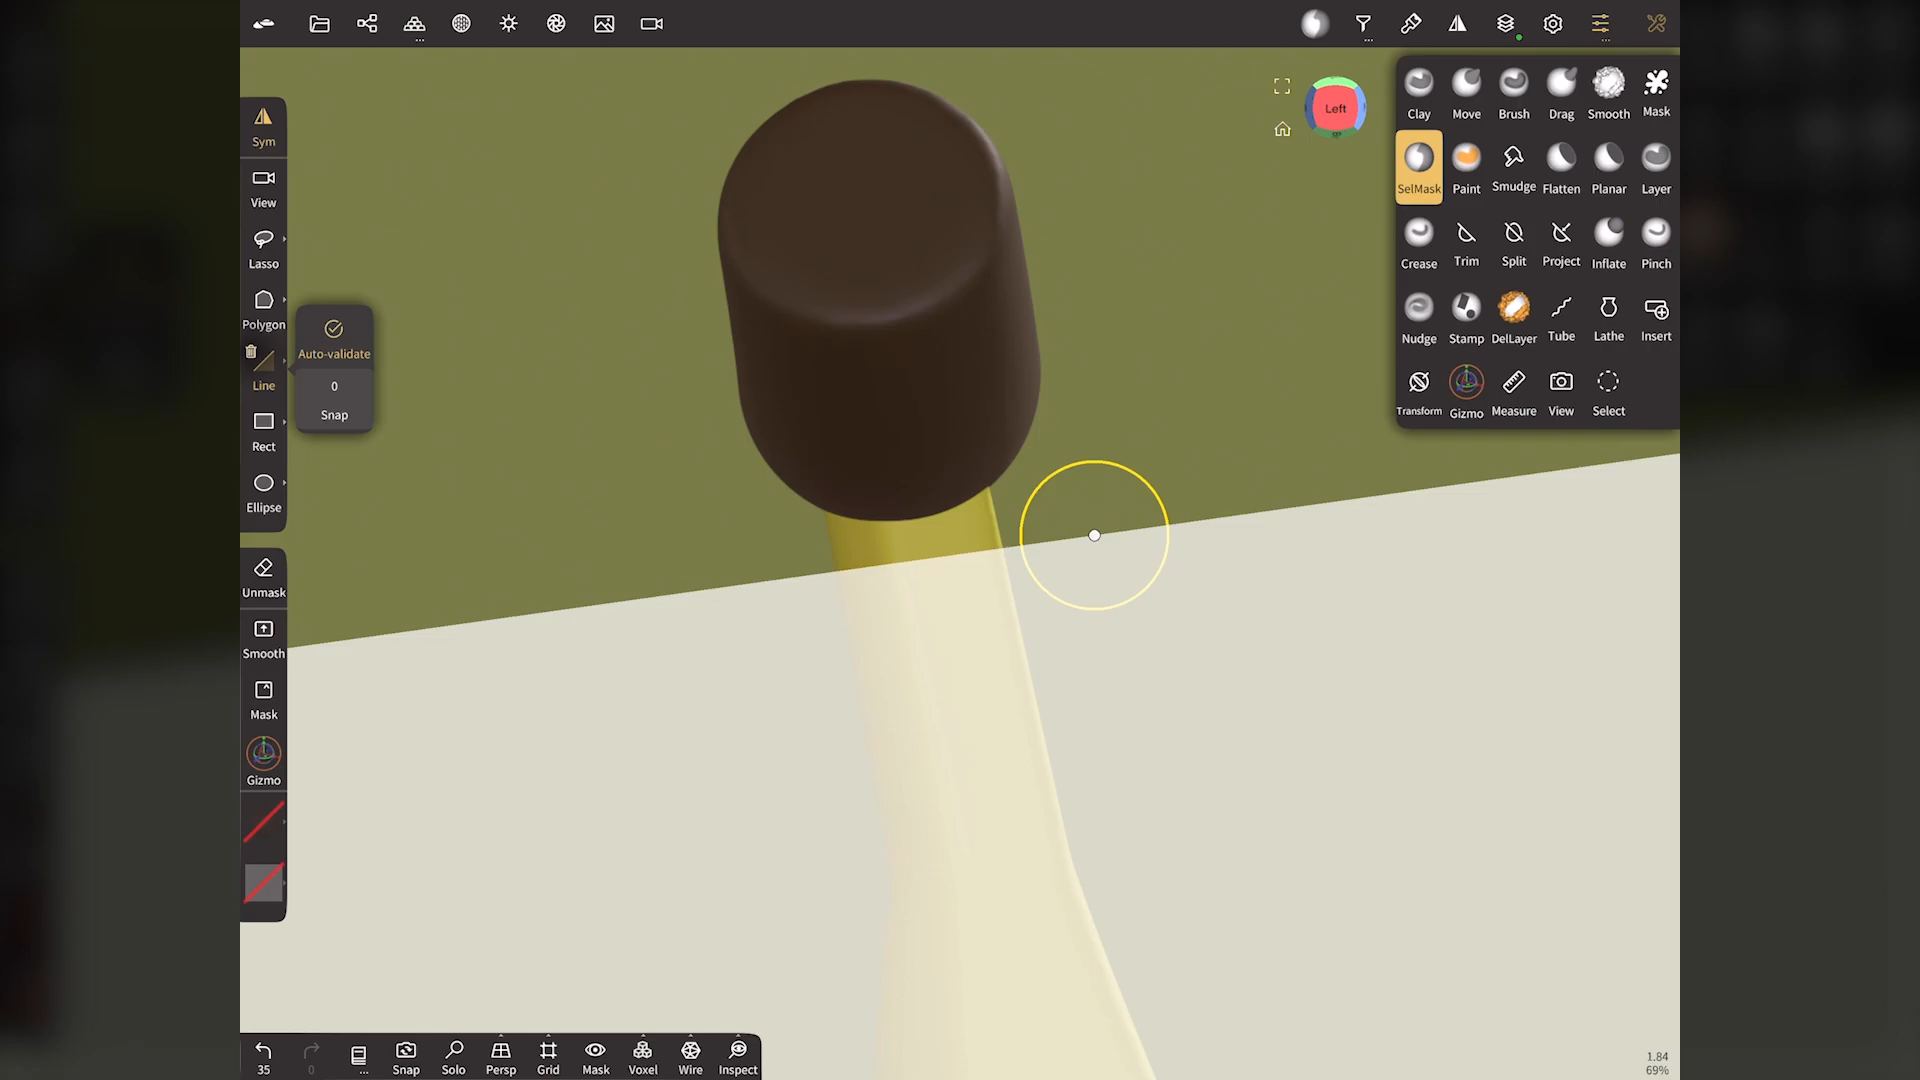 Left
Sym
View
Lasso
Polygon
Line
Rect
Ellipse
Auto-validate
0
Snap
Unmask
Smooth
Mask
Gizmo
Clay Move Brush Drag Smooth Mask
SelMask Paint Smudge Flatten Planar Layer
Crease Trim Split Project Inflate Pinch
Nudge Stamp DelLayer Tube Lathe Insert
Transform Gizmo Measure View Select
35 0 ... Snap Solo Persp Grid Mask Voxel Wire Inspect
1.84
69%